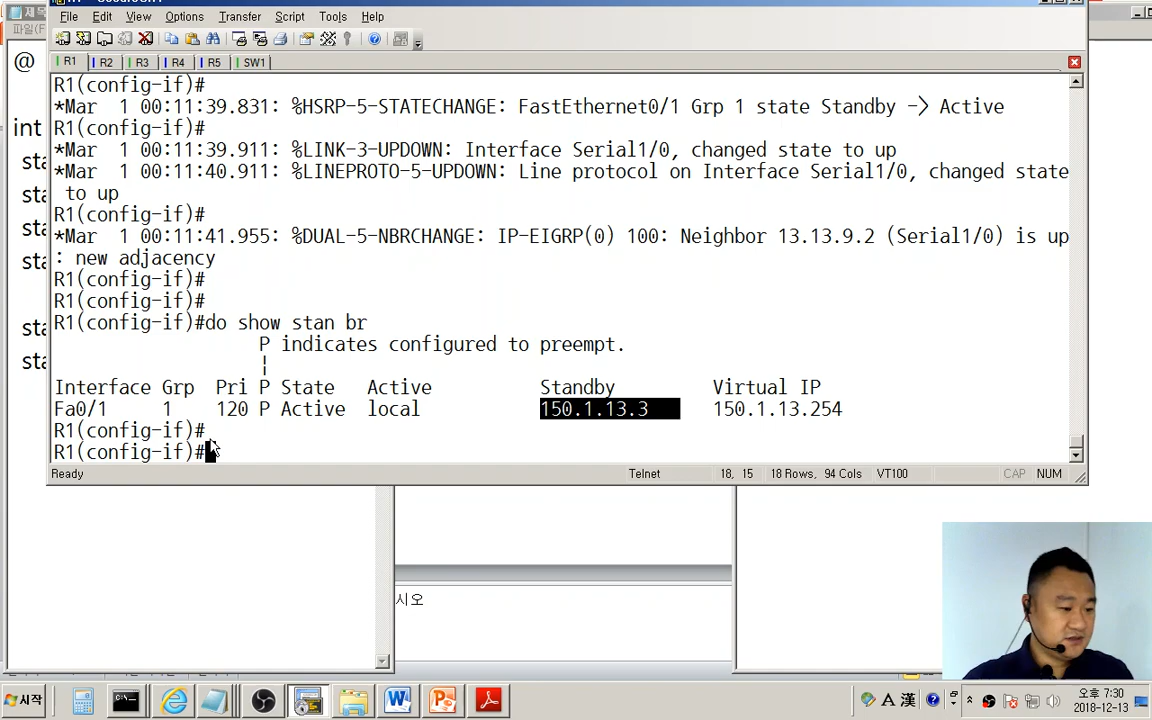 File Edit View Options Transfer Script Tools Help
R1 R2 R3 R4 R5 SW1
R1(config-if)#
*Mar  1 00:11:39.831: %HSRP-5-STATECHANGE: FastEthernet0/1 Grp 1 state Standby -> Active
R1(config-if)#
*Mar  1 00:11:39.911: %LINK-3-UPDOWN: Interface Serial1/0, changed state to up
*Mar  1 00:11:40.911: %LINEPROTO-5-UPDOWN: Line protocol on Interface Serial1/0, changed state
to up
R1(config-if)#
*Mar  1 00:11:41.955: %DUAL-5-NBRCHANGE: IP-EIGRP(0) 100: Neighbor 13.13.9.2 (Serial1/0) is up
: new adjacency
R1(config-if)#
R1(config-if)#
R1(config-if)#do show stan br
P indicates configured to preempt.
|
Interface Grp Pri P State Active Standby Virtual IP
Fa0/1 1 120 P Active local 150.1.13.3 150.1.13.254
R1(config-if)#
R1(config-if)#
Ready Telnet 18, 15 18 Rows, 94 Cols VT100 CAP NUM
@
int
sta
sta
sta
sta
sta
sta
시오
시작
A 漢
오후 7:30
2018-12-13